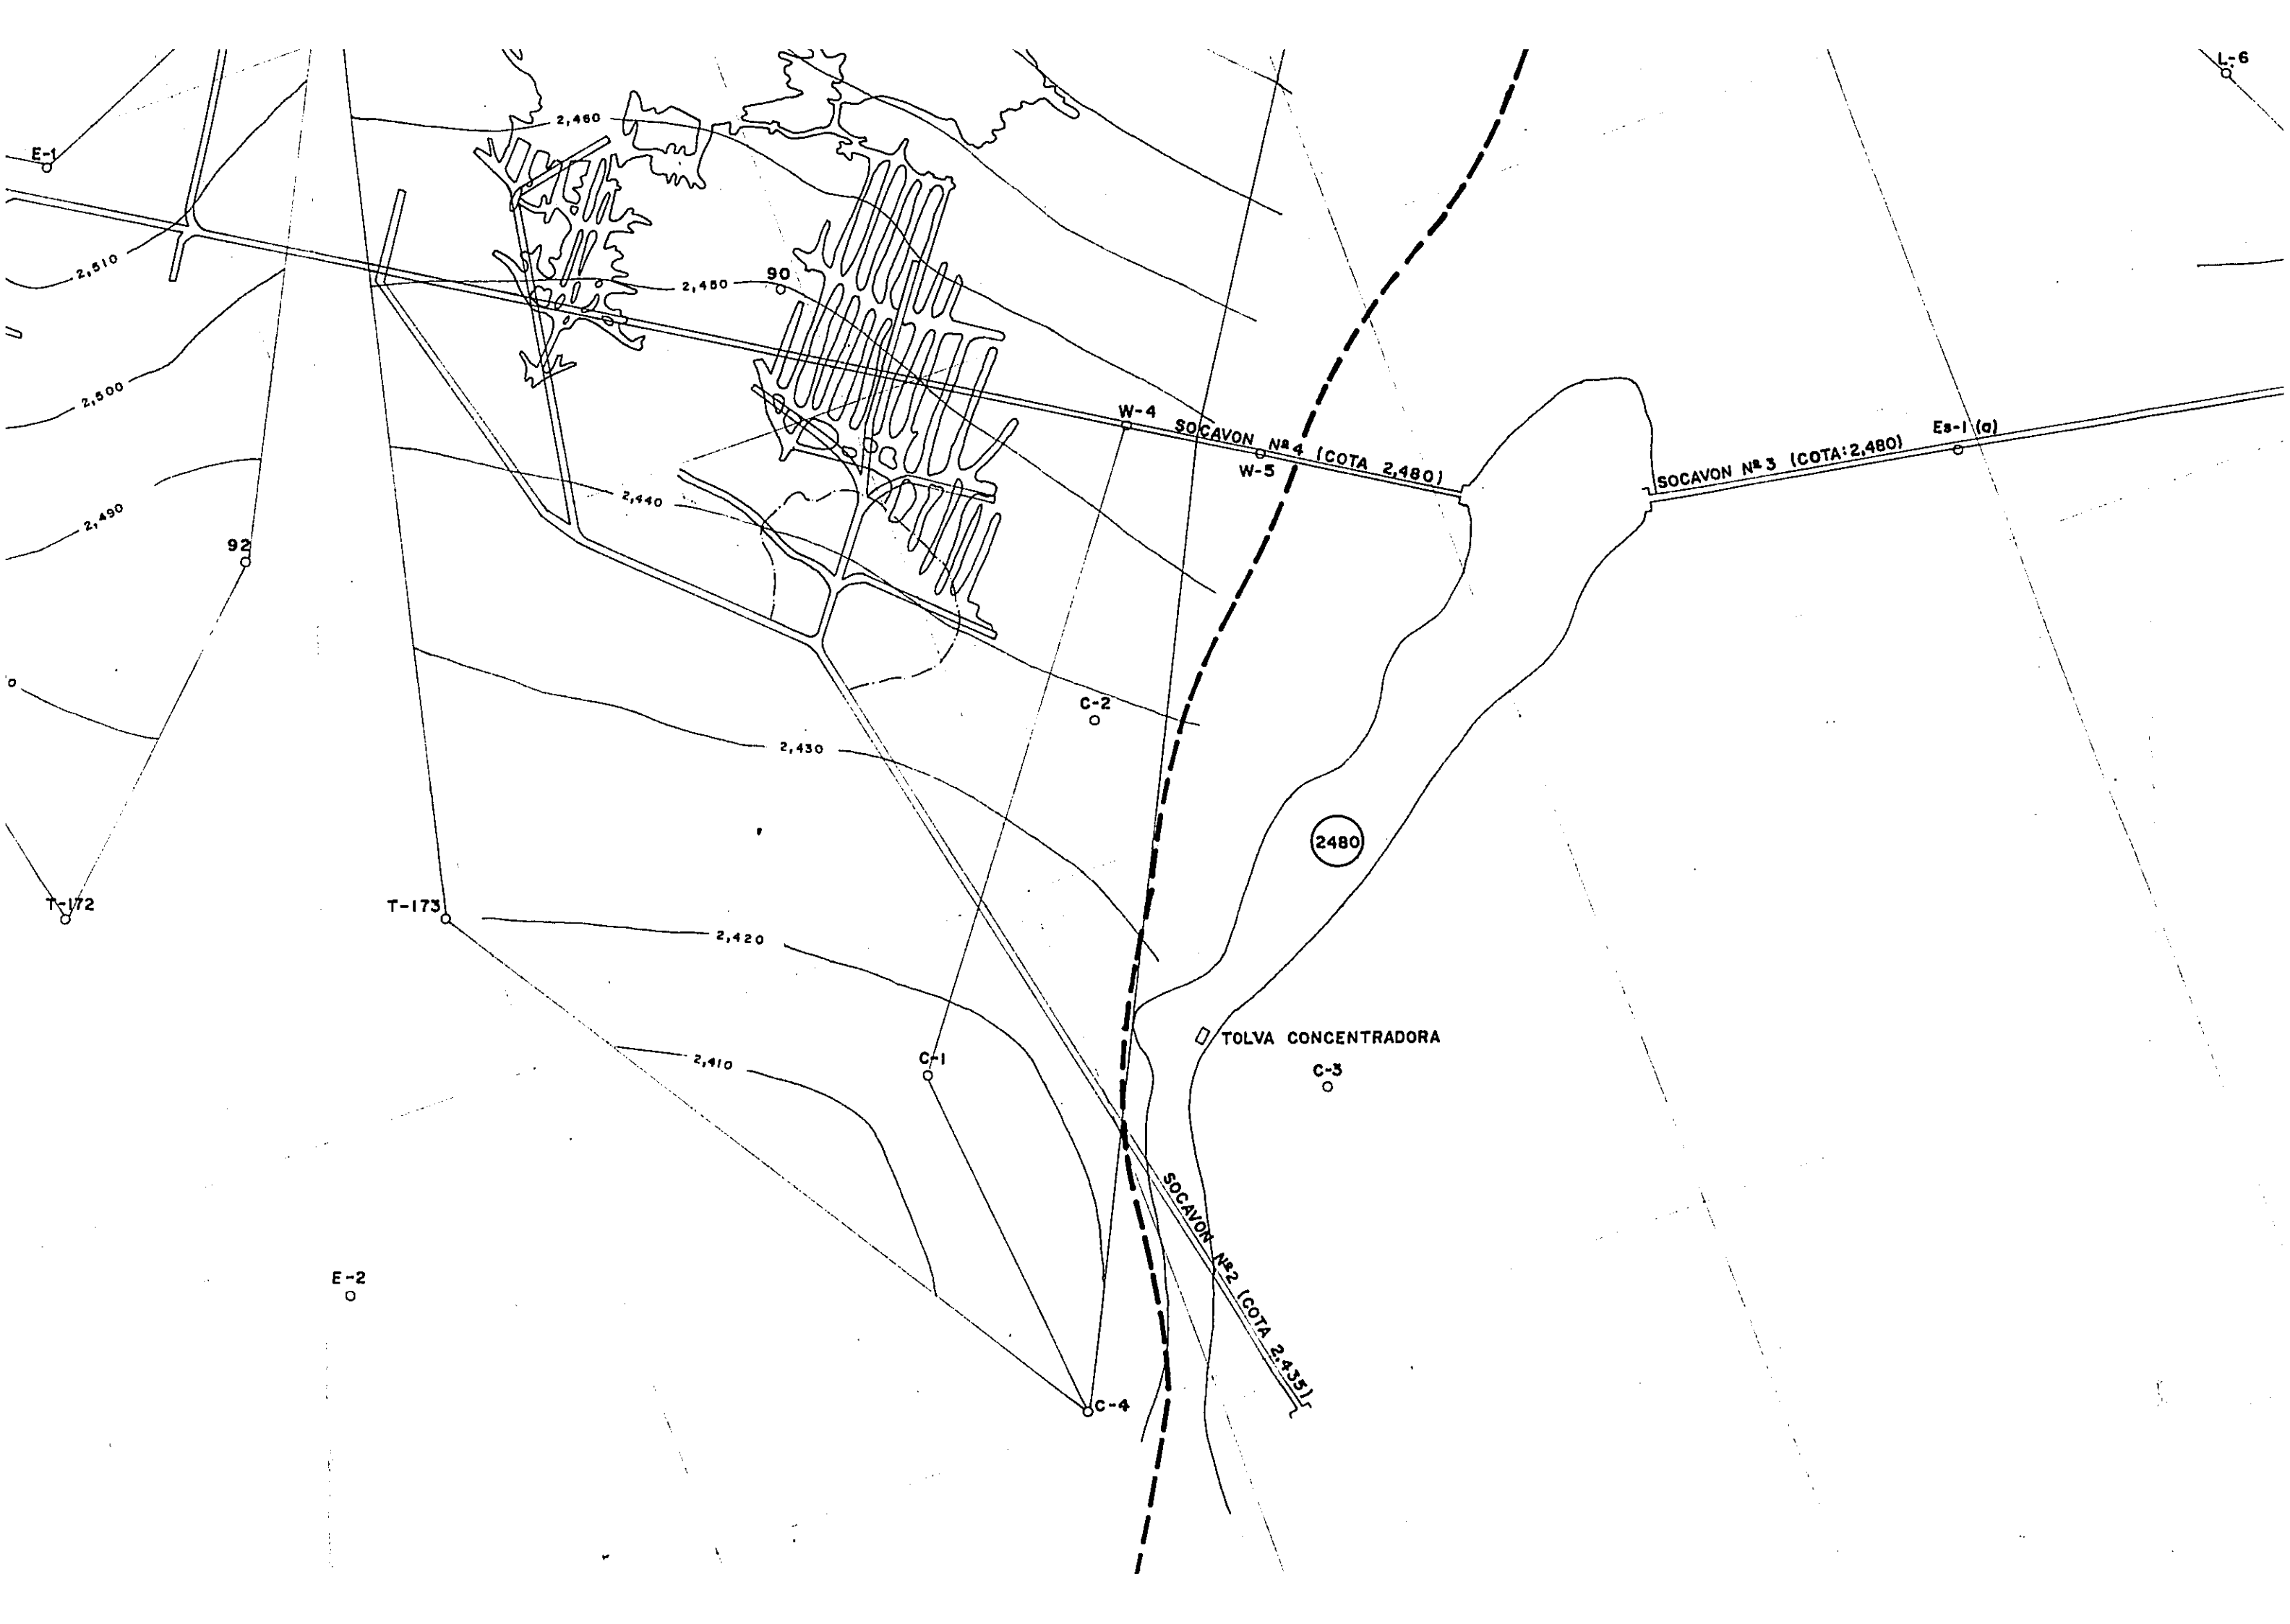 L-6
2,460
E-1
2,510
90
2,450
2,500
W-4
SOCAVON Nº 4 (COTA 2,480)
W-5
Es-1 (a)
SOCAVON Nº 3 (COTA: 2,480)
2,440
2,490
92
C-2
2,430
2480
T-172
T-173
2,420
TOLVA CONCENTRADORA
C-1
2,410
C-3
SOCAVON Nº 2 (COTA 2,435)
E-2
C-4